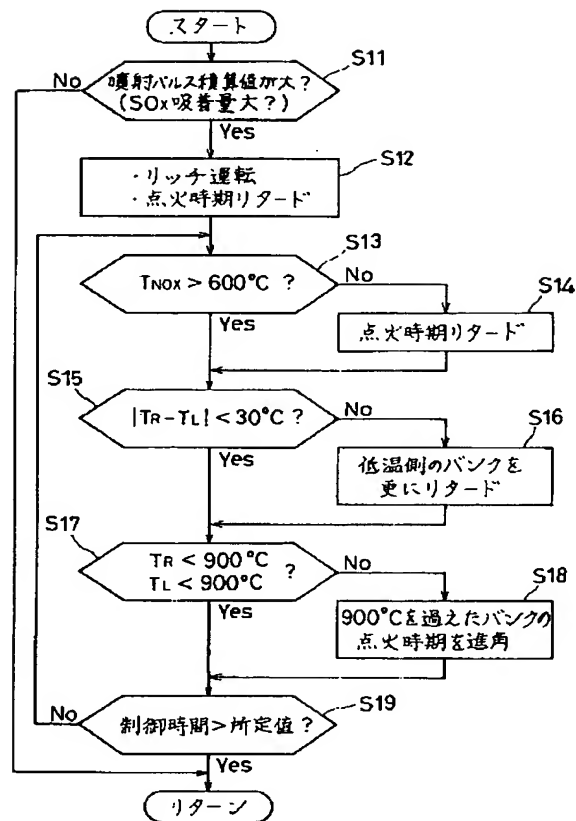 スタート
S11
No
噴射パルス積算値が大?
(SOx吸着量大?)
Yes
S12
・リッチ運転
・点火時期リタード
S13
TNOX > 600℃ ?
No
Yes
S14
点火時期リタード
S15
|TR-TL| < 30℃ ?
No
Yes
S16
低温側のバンクを
更にリタード
S17
TR < 900℃
TL < 900℃
?
No
Yes
S18
900℃を過えたバンクの
点火時期を進角
S19
No
制御時間>所定値?
Yes
リターン